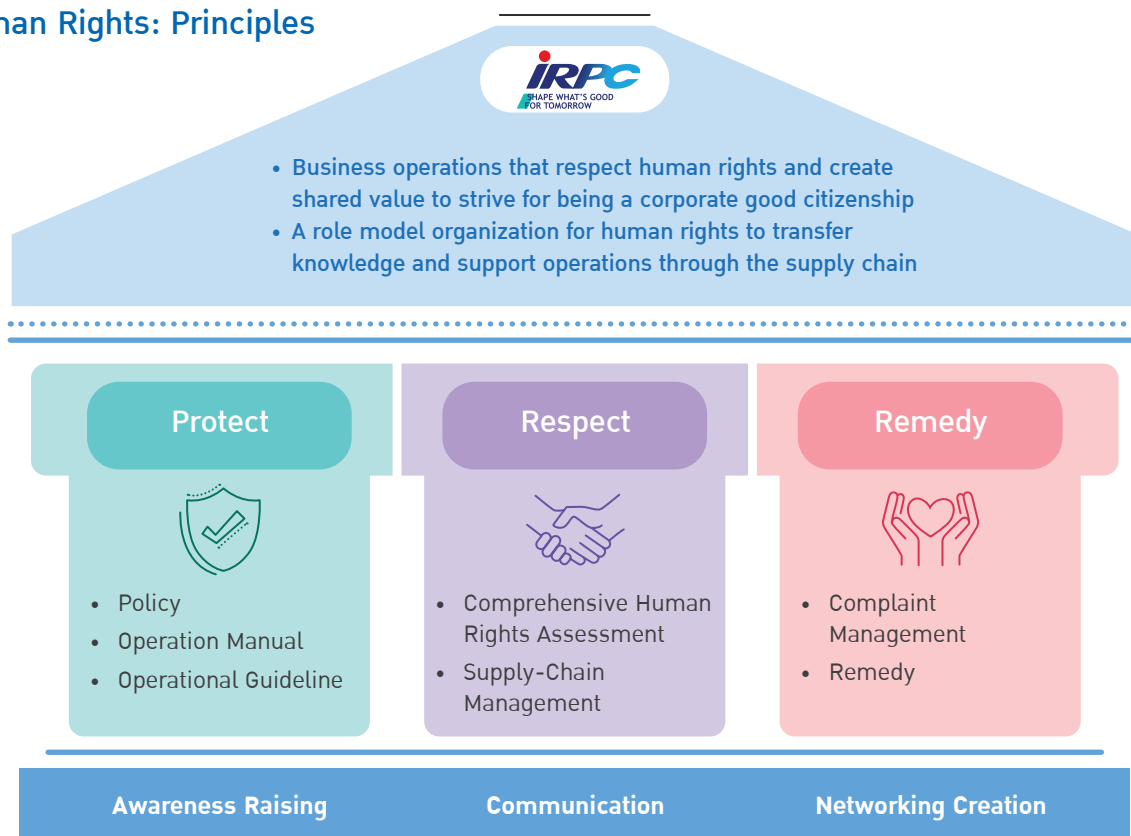 man Rights: Principles
iRPC
SHAPE WHAT'S GOOD
FOR TOMORROW
• Business operations that respect human rights and create
shared value to strive for being a corporate good citizenship
• A role model organization for human rights to transfer
knowledge and support operations through the supply chain
Protect
• Policy
• Operation Manual
• Operational Guideline
Respect
• Comprehensive Human
Rights Assessment
• Supply-Chain
Management
Remedy
• Complaint
Management
• Remedy
Awareness Raising
Communication
Networking Creation